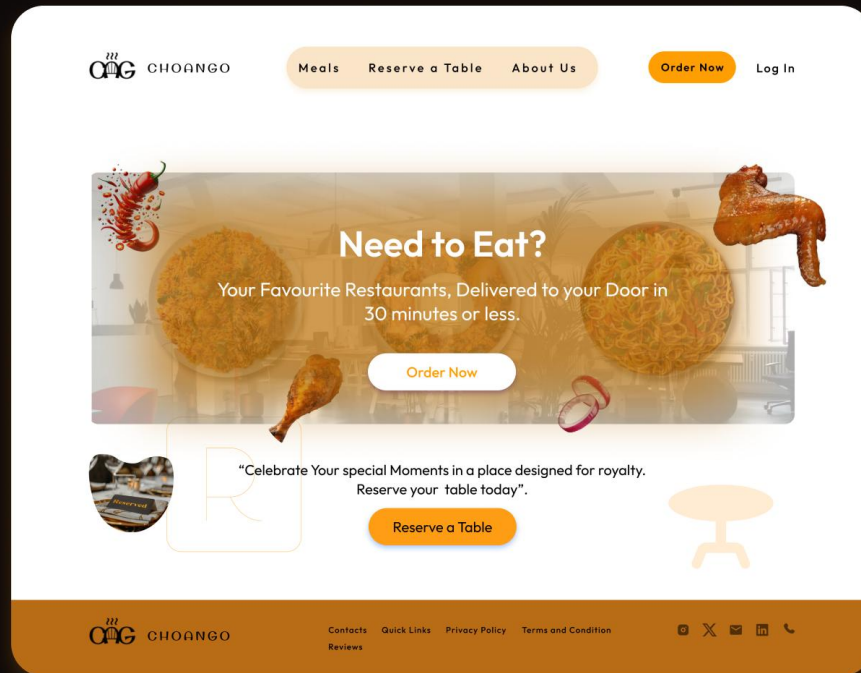 CHOANGO
Meals Reserve a Table About Us
Order Now
Log In
Need to Eat?
Your Favourite Restaurants, Delivered to your Door in
30 minutes or less.
Order Now
R
Reserved
“Celebrate Your special Moments in a place designed for royalty.
Reserve your table today”.
Reserve a Table
CHOANGO
Contacts Quick Links Privacy Policy Terms and Condition
Reviews